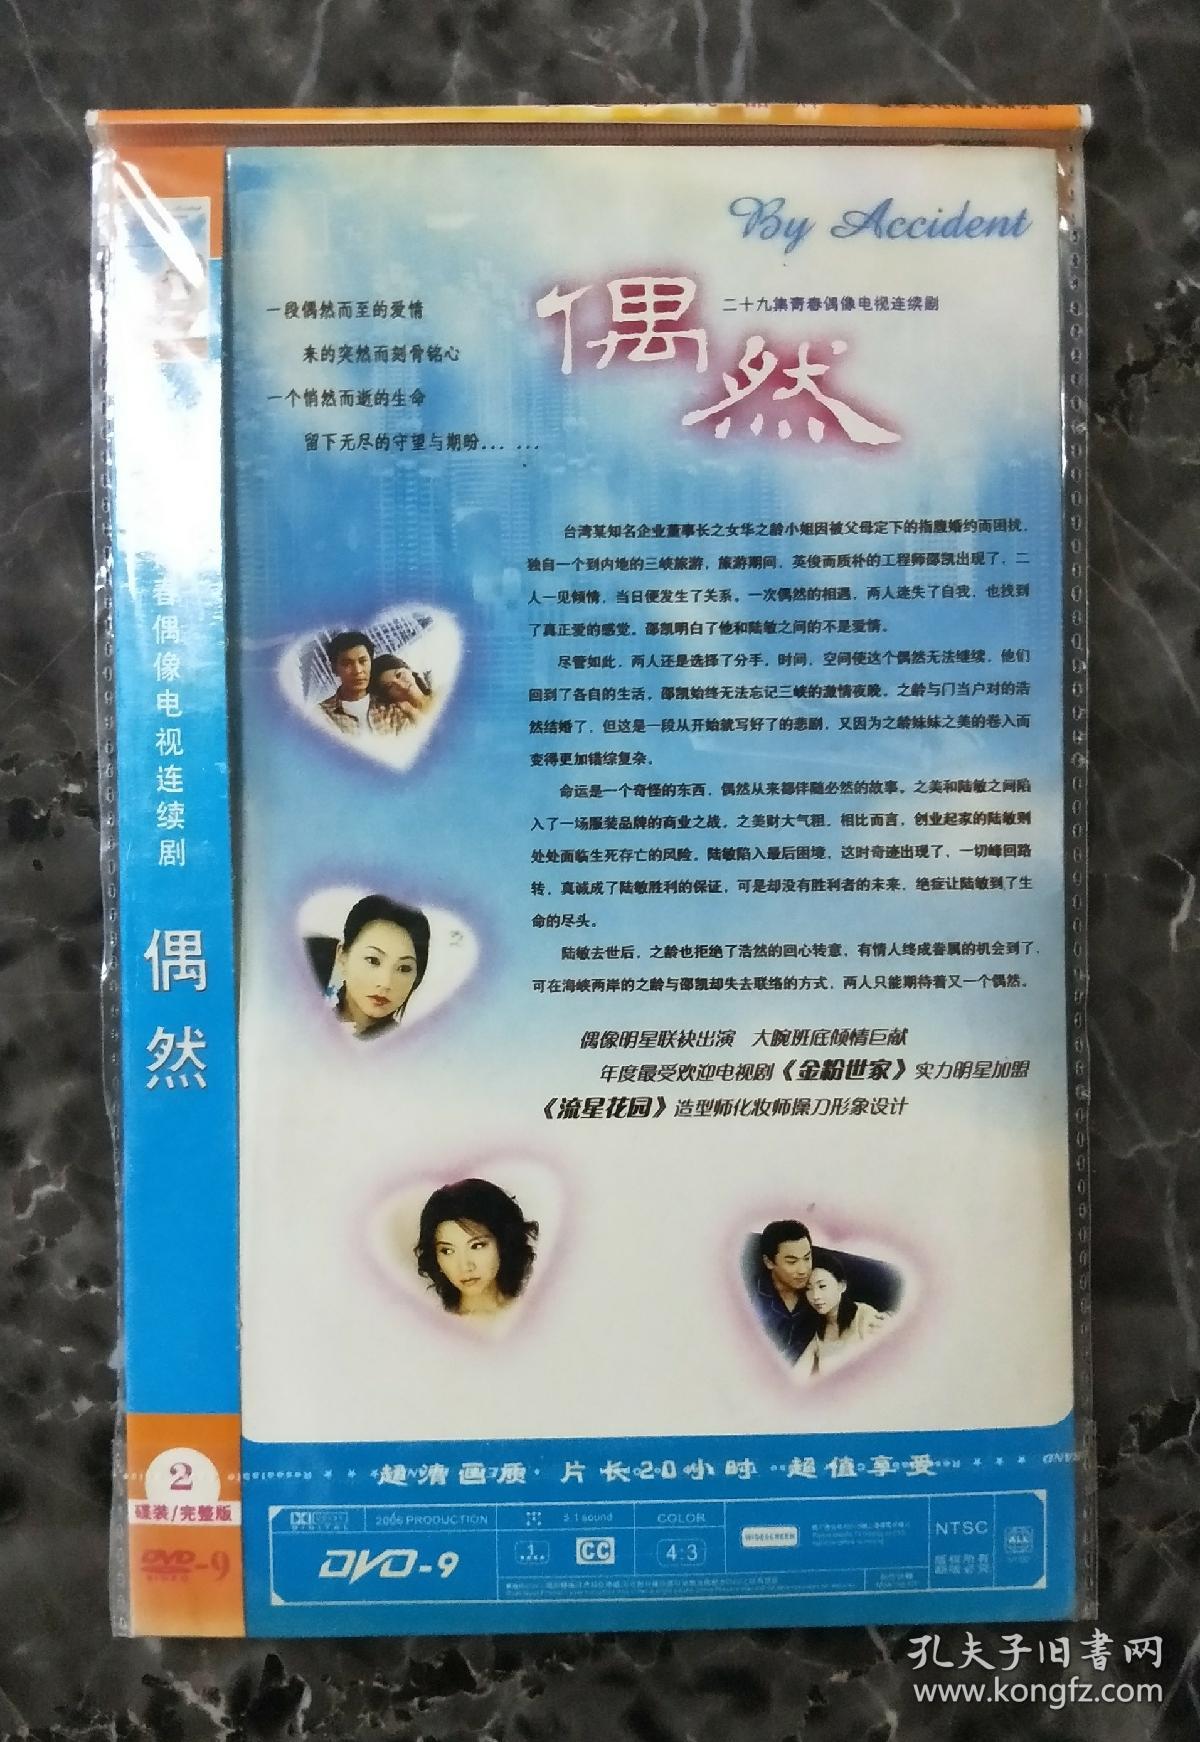 By Accident
偶然
二十九集青春偶像电视连续剧
一段偶然而至的爱情
来的突然而刻骨铭心
一个悄然而逝的生命
留下无尽的守望与期盼... ...
台湾某知名企业董事长之女华之龄小姐因被父母定下的指腹婚约而困扰，
独自一个到内地的三峡旅游，旅游期间，英俊而质朴的工程师邵凯出现了，二
人一见倾情，当日便发生了关系。一次偶然的相遇，两人迷失了自我，也找到
了真正爱的感觉。邵凯明白了他和陆敏之间的不是爱情。
尽管如此，两人还是选择了分手，时间，空间使这个偶然无法继续，他们
回到了各自的生活，邵凯始终无法忘记三峡的激情夜晚。之龄与门当户对的浩
然结婚了，但这是一段从开始就写好了的悲剧，又因为之龄妹妹之美的卷入而
变得更加错综复杂。
命运是一个奇怪的东西，偶然从来都伴随必然的故事。之美和陆敏之间陷
入了一场服装品牌的商业之战，之美财大气粗，相比而言，创业起家的陆敏则
处处面临生死存亡的风险。陆敏陷入最后困境，这时奇迹出现了，一切峰回路
转，真诚成了陆敏胜利的保证，可是却没有胜利者的未来，绝症让陆敏到了生
命的尽头。
陆敏去世后，之龄也拒绝了浩然的回心转意，有情人终成眷属的机会到了，
可在海峡两岸的之龄与邵凯却失去联络的方式，两人只能期待着又一个偶然。
偶像明星联袂出演 大腕班底倾情巨献
年度最受欢迎电视剧《金粉世家》实力明星加盟
《流星花园》造型师化妆师操刀形象设计
春偶像电视连续剧
偶然
2
碟装/完整版
DVD-9
VIDEO
超清画质 片长20小时 超值享受
DIGITAL
2006 PRODUCTION
5.1 sound
COLOR
WIDESCREEN
NTSC
ALL
DVD-9
1
CC
4:3
版权所有
翻版必究
孔夫子旧書网
www.kongfz.com